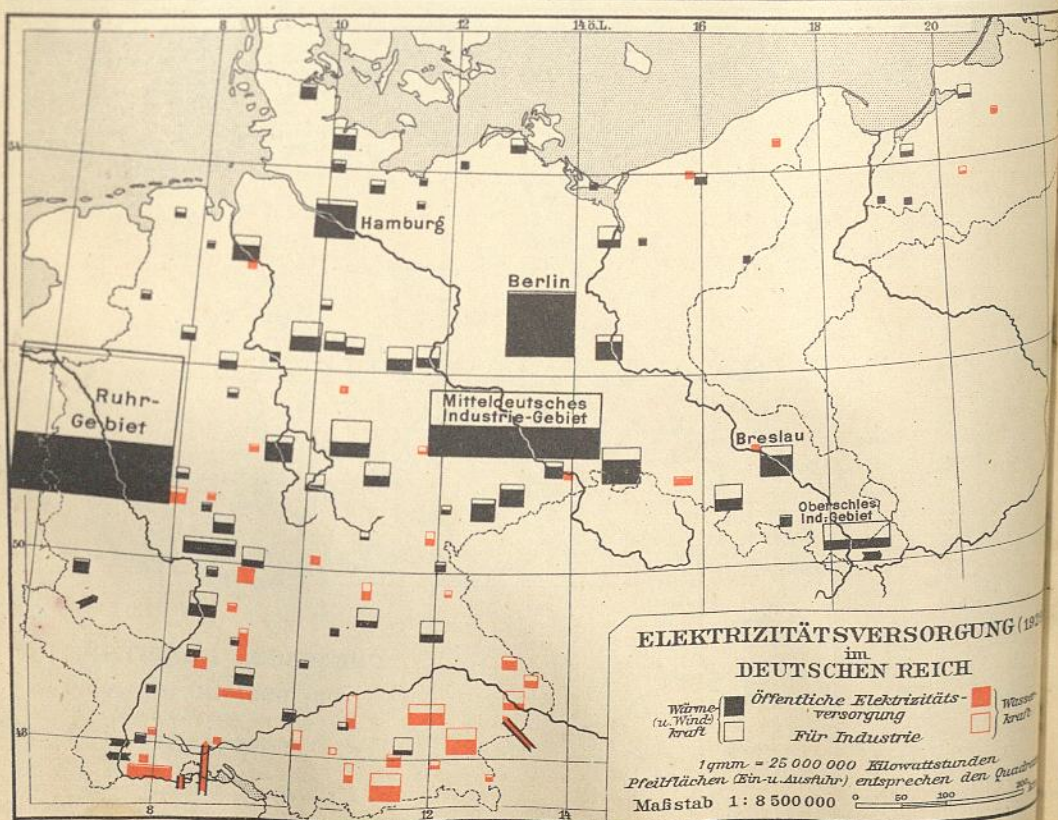 6 8 10 12 14 ö.L. 16 18 20
54
Hamburg
Berlin
Ruhr-
Gebiet
Mitteldeutsches
Industrie-Gebiet
Breslau
Oberschles.
Ind.-Gebiet
50
48
8 12 14
ELEKTRIZITÄTSVERSORGUNG
im
DEUTSCHEN REICH
Wärme-
(u. Wind)
kraft
Öffentliche Elektrizitäts-
versorgung
Für Industrie
Wasser
kraft
1qmm = 25 000 000 Kilowattstunden
Pfeilflächen (Ein- u. Ausfuhr) entsprechen den
Maßstab 1 : 8 500 000
0 50 100 200